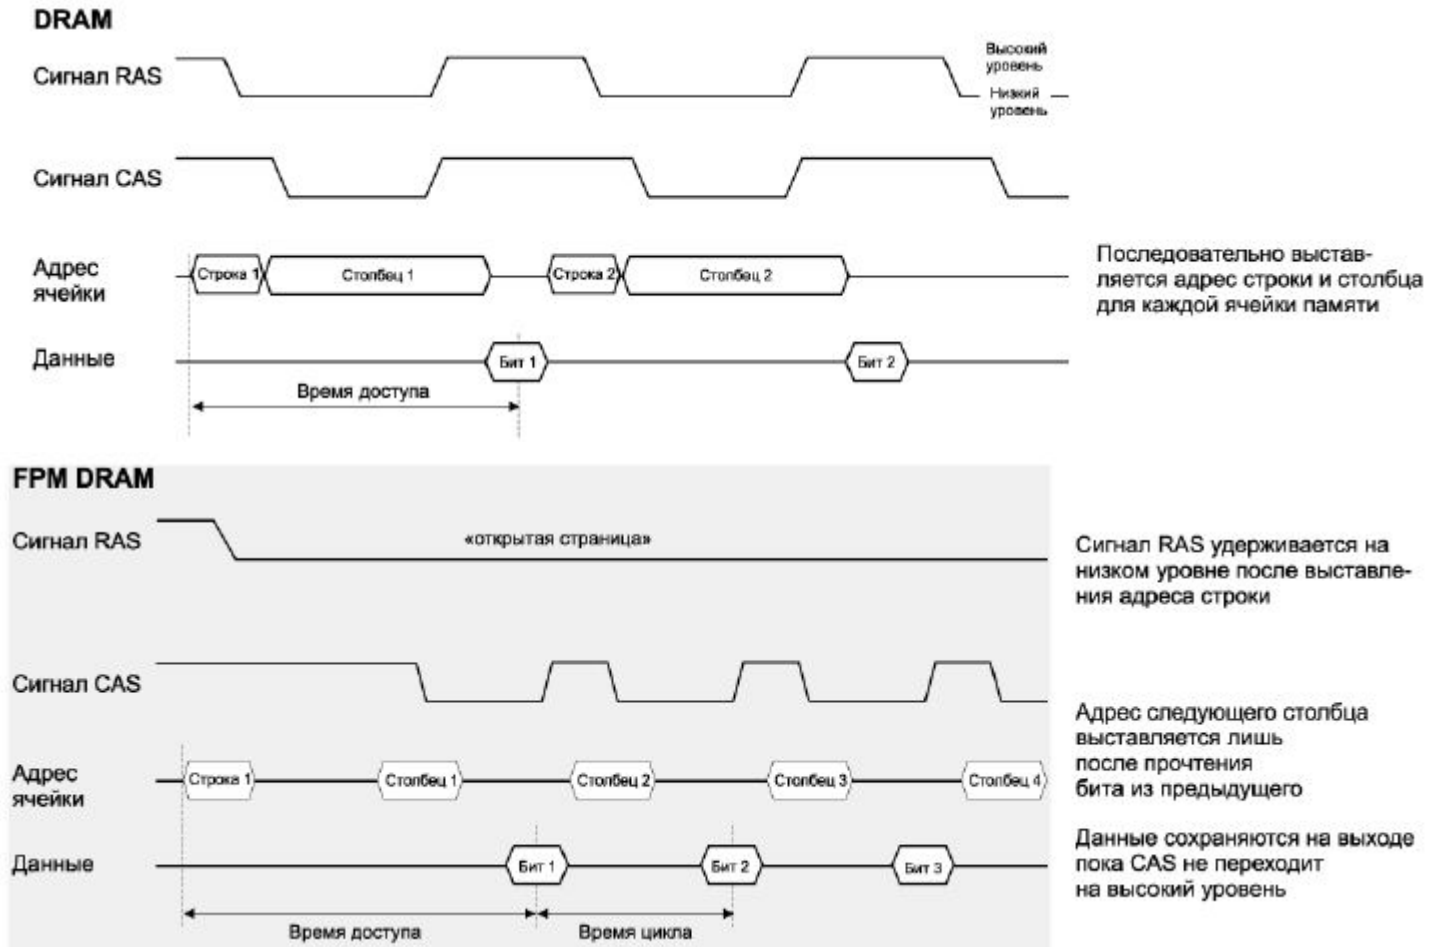 DRAM
Сигнал RAS
Высокий
уровень
Низкий
уровень
Сигнал CAS
Адрес
ячейки
Строка 1
Столбец 1
Строка 2
Столбец 2
Последовательно выстав-
ляется адрес строки и столбца
для каждой ячейки памяти
Данные
Бит 1
Бит 2
Время доступа
FPM DRAM
Сигнал RAS
«открытая страница»
Сигнал RAS удерживается на
низком уровне после выставле-
ния адреса строки
Сигнал CAS
Адрес следующего столбца
выставляется лишь
после прочтения
бита из предыдущего
Адрес
ячейки
Строка 1
Столбец 1
Столбец 2
Столбец 3
Столбец 4
Данные
Бит 1
Бит 2
Бит 3
Данные сохраняются на выходе
пока CAS не переходит
на высокий уровень
Время доступа
Время цикла